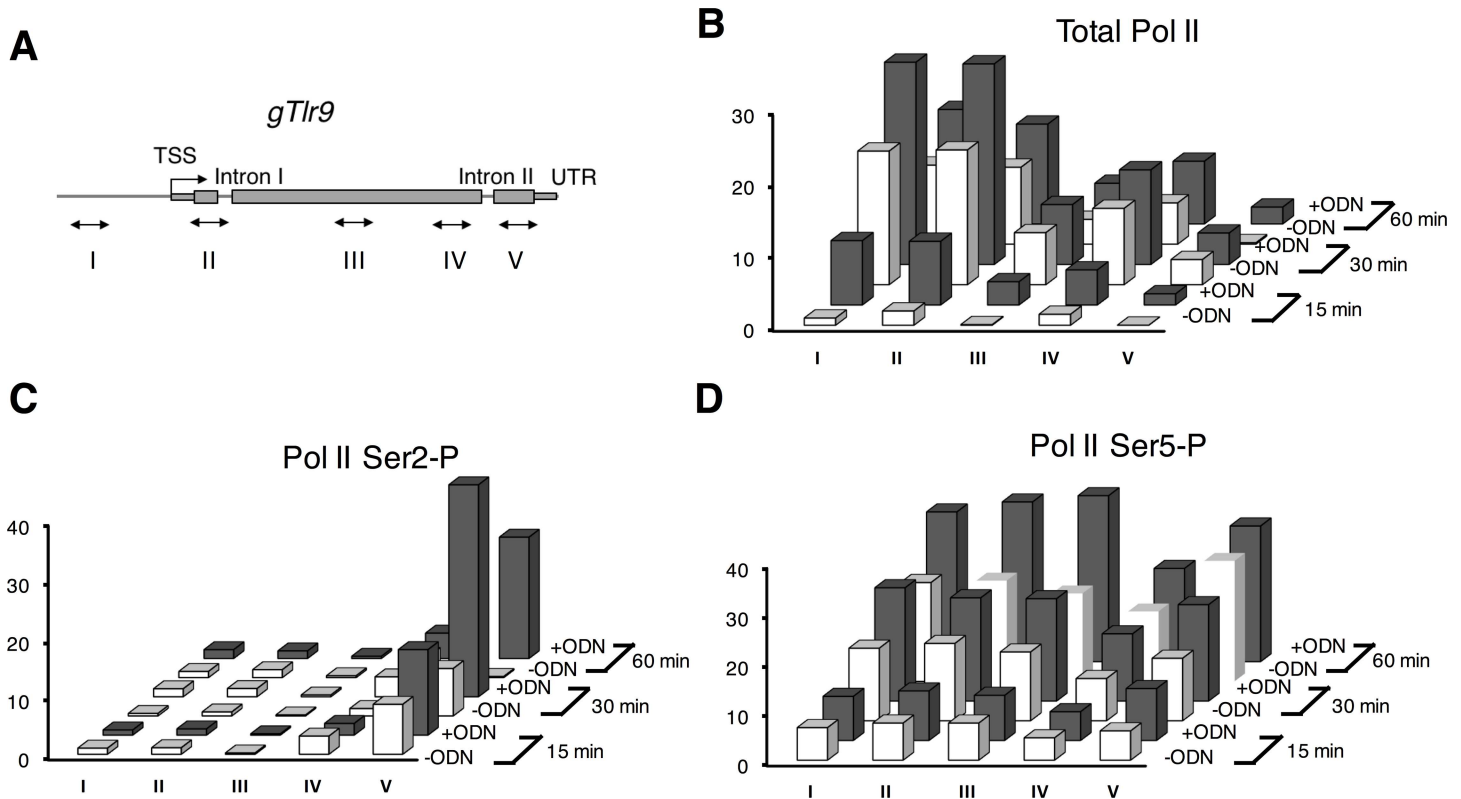 A
gTlr9
TSS
Intron I
Intron II
UTR
I
II
III
IV
V
B
Total Pol II
30
20
10
0
+ODN
-ODN
60 min
+ODN
-ODN
30 min
+ODN
-ODN
15 min
I
II
III
IV
V
C
Pol II Ser2-P
40
30
20
10
0
+ODN
-ODN
60 min
+ODN
-ODN
30 min
+ODN
-ODN
15 min
I
II
III
IV
V
D
Pol II Ser5-P
40
30
20
10
0
+ODN
-ODN
60 min
+ODN
-ODN
30 min
+ODN
-ODN
15 min
I
II
III
IV
V